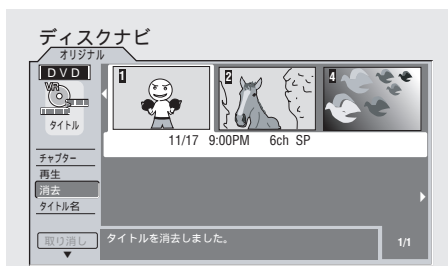 ディスクナビ
オリジナル
DVD
VR
タイトル
1
2
4
11/17 9:00PM 6ch SP
チャプター
再生
消去
タイトル名
取り消し
タイトルを消去しました。
1/1